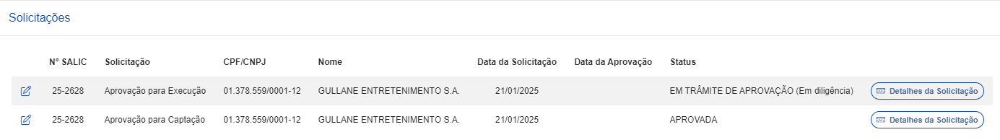 Solicitações
N° SALIC Solicitação CPF/CNPJ Nome Data da Solicitação Data da Aprovação Status
25-2628 Aprovação para Execução 01.378.559/0001-12 GULLANE ENTRETENIMENTO S.A. 21/01/2025 EM TRÂMITE DE APROVAÇÃO (Em diligência) Detalhes da Solicitação
25-2628 Aprovação para Captação 01.378.559/0001-12 GULLANE ENTRETENIMENTO S.A. 21/01/2025 APROVADA Detalhes da Solicitação